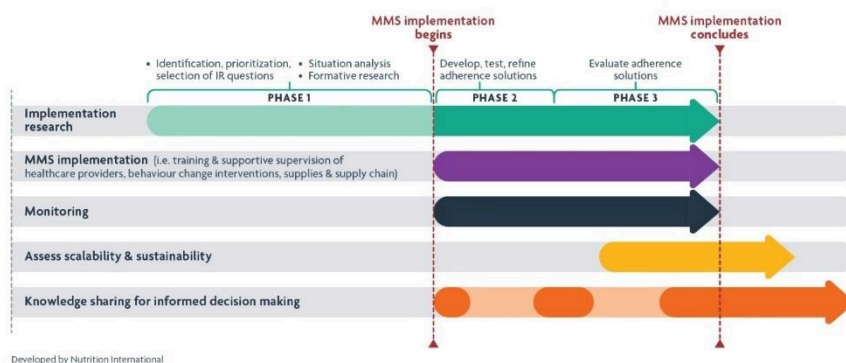 MMS implementation
begins
MMS implementation
concludes
• Identification, prioritization,
selection of IR questions
• Situation analysis
• Formative research
Develop, test, refine
adherence solutions
Evaluate adherence
solutions
PHASE 1
PHASE 2
PHASE 3
Implementation
research
MMS implementation (i.e. training & supportive supervision of
healthcare providers, behaviour change interventions, supplies & supply chain)
Monitoring
Assess scalability & sustainability
Knowledge sharing for informed decision making
Developed by Nutrition International